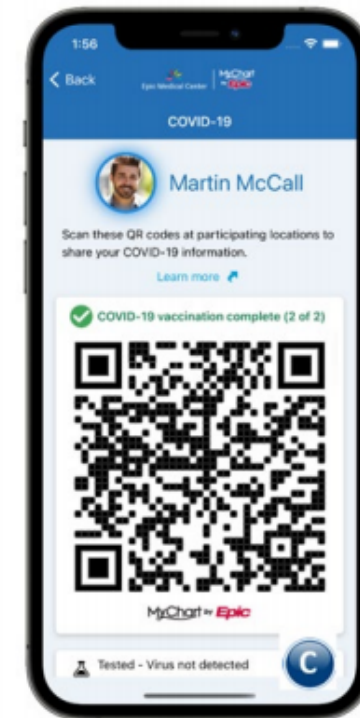 1:56
Back
Epic Medical Center
MyChart
by Epic
COVID-19
Martin McCall
Scan these QR codes at participating locations to
share your COVID-19 information.
Learn more
COVID-19 vaccination complete (2 of 2)
MyChart by Epic
Tested - Virus not detected
C